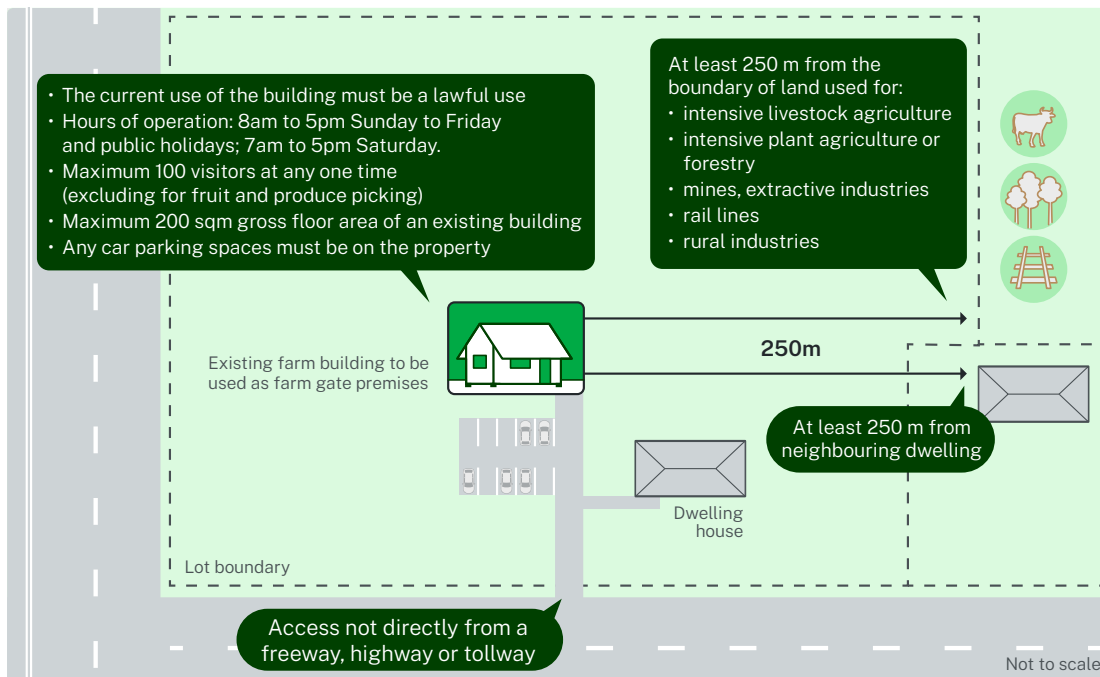 • The current use of the building must be a lawful use
• Hours of operation: 8am to 5pm Sunday to Friday
and public holidays; 7am to 5pm Saturday.
• Maximum 100 visitors at any one time
(excluding for fruit and produce picking)
• Maximum 200 sqm gross floor area of an existing building
• Any car parking spaces must be on the property
At least 250 m from the
boundary of land used for:
• intensive livestock agriculture
• intensive plant agriculture or
forestry
• mines, extractive industries
• rail lines
• rural industries
Existing farm building to be
used as farm gate premises
250m
At least 250 m from
neighbouring dwelling
Dwelling
house
Lot boundary
Access not directly from a
freeway, highway or tollway
Not to scale